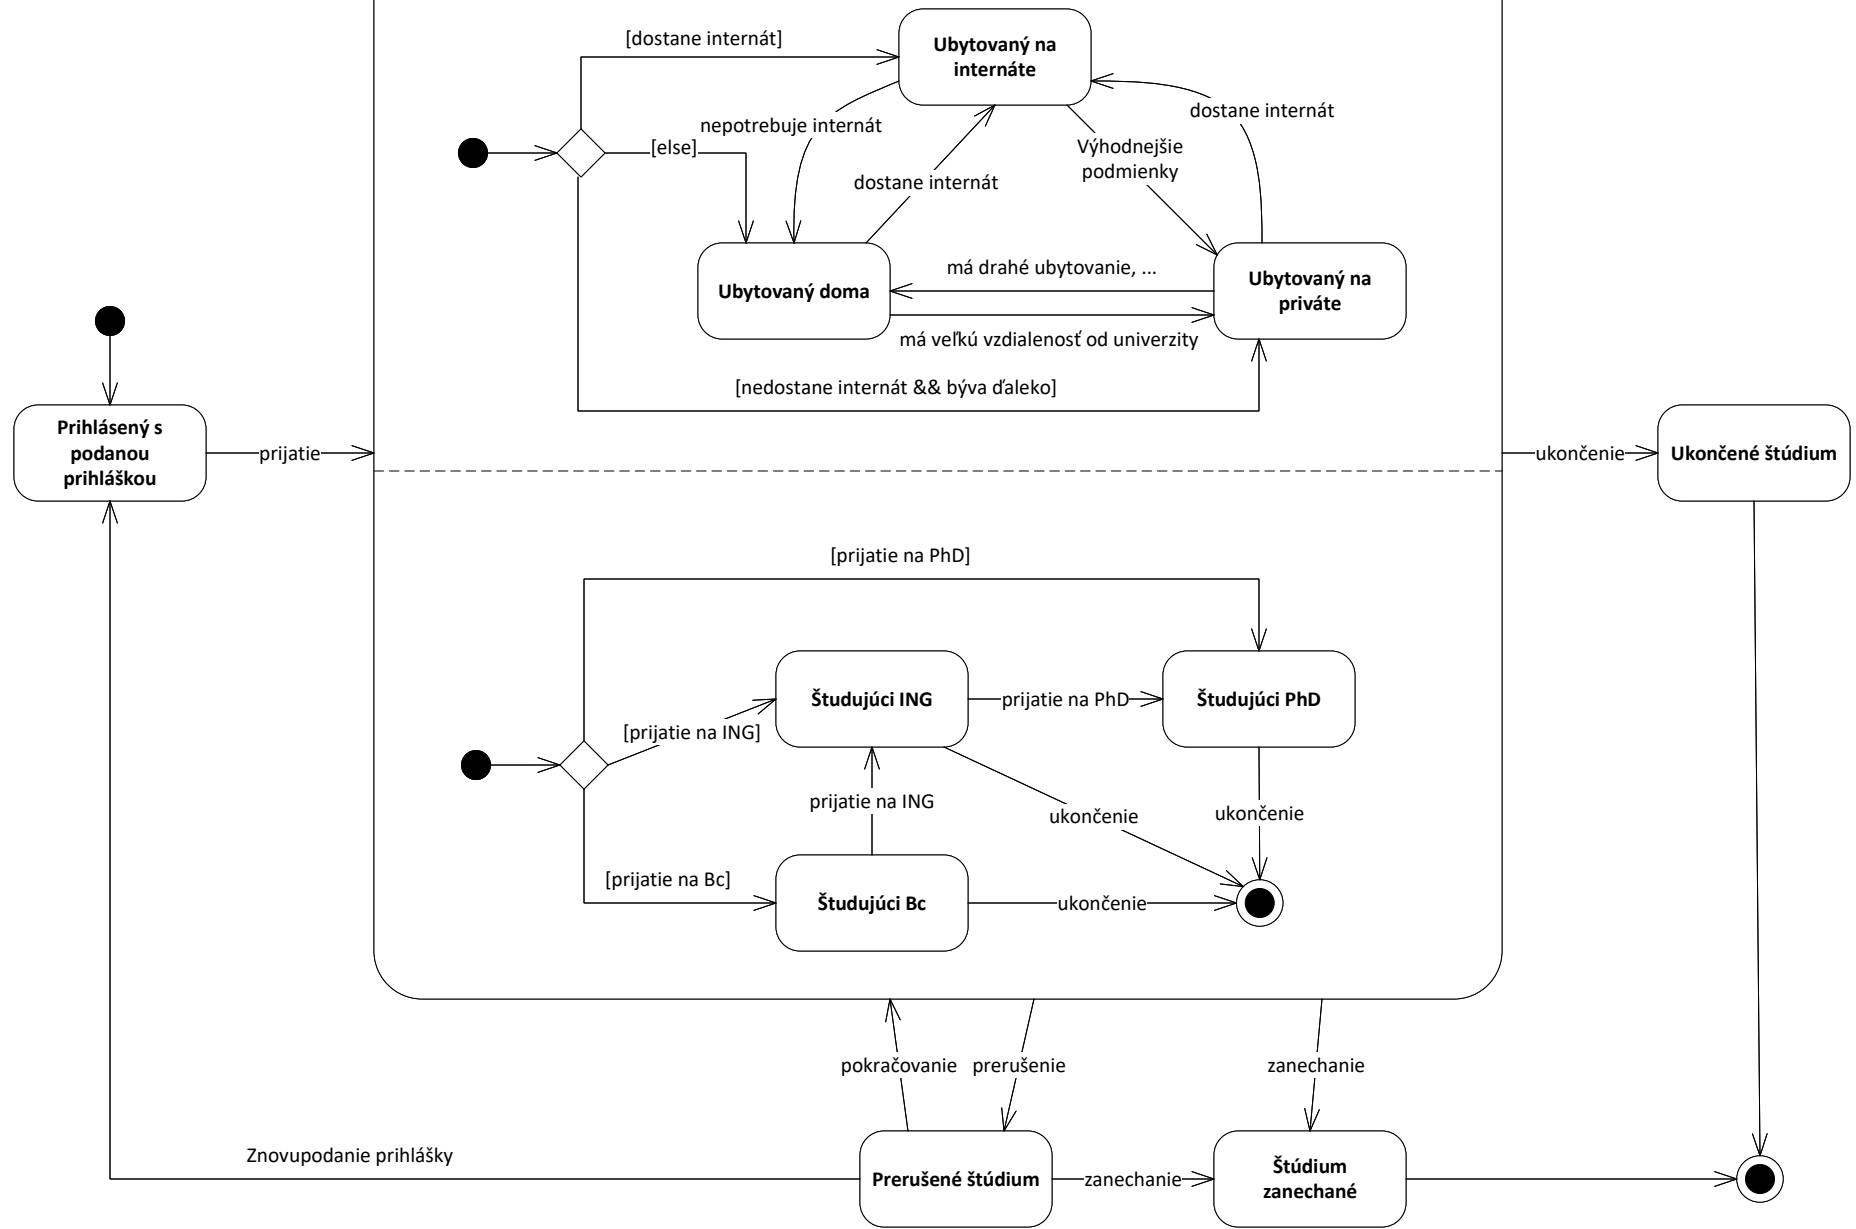 [dostane internát]
Ubytovaný na
internáte
dostane internát
nepotrebuje internát
[else]
Výhodnejšie
podmienky
dostane internát
má drahé ubytovanie, ...
Ubytovaný doma
Ubytovaný na
priváte
má veľkú vzdialenosť od univerzity
[nedostane internát && býva ďaleko]
Prihlásený s
podanou
prihláškou
prijatie
ukončenie
Ukončené štúdium
[prijatie na PhD]
Študujúci ING
prijatie na PhD
Študujúci PhD
[prijatie na ING]
prijatie na ING
ukončenie
ukončenie
[prijatie na Bc]
Študujúci Bc
ukončenie
pokračovanie
prerušenie
zanechanie
Znovupodanie prihlášky
Prerušené štúdium
zanechanie
Štúdium
zanechané